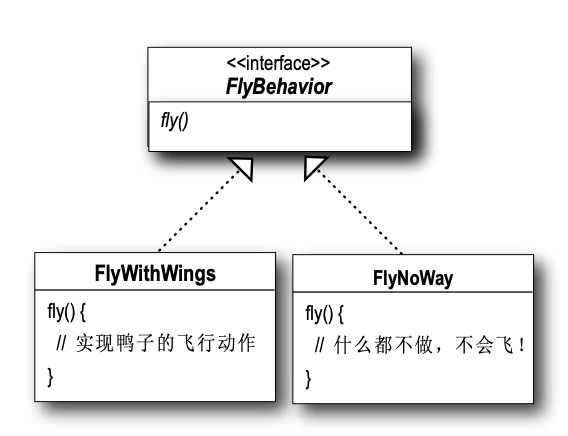 <<interface>>
FlyBehavior
fly()
FlyWithWings
fly() {
// 实现鸭子的飞行动作
}
FlyNoWay
fly() {
// 什么都不做，不会飞！
}